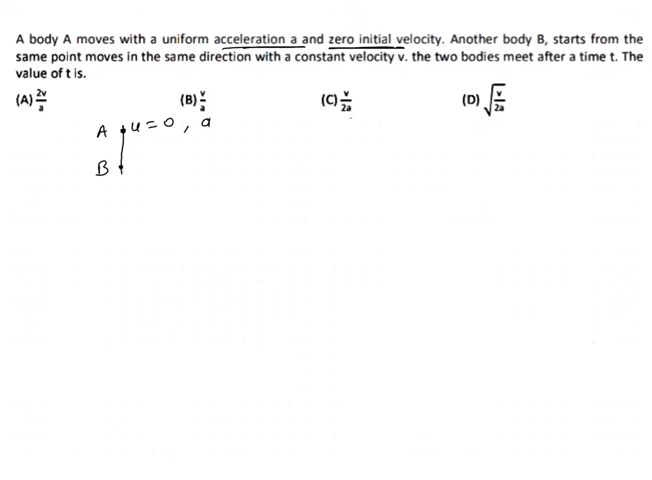 A body A moves with a uniform acceleration a and zero initial velocity. Another body B, starts from the
same point moves in the same direction with a constant velocity v. the two bodies meet after a time t. The
value of t is.
(A) 2v/a (B) v/a (C) v/2a (D) √(v/2a)
A u = 0 , a
B